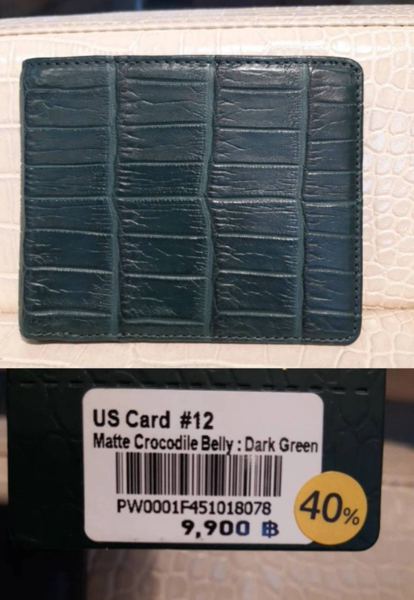 US Card #12
Matte Crocodile Belly : Dark Green
PW0001F451018078
9,900 ฿
40%